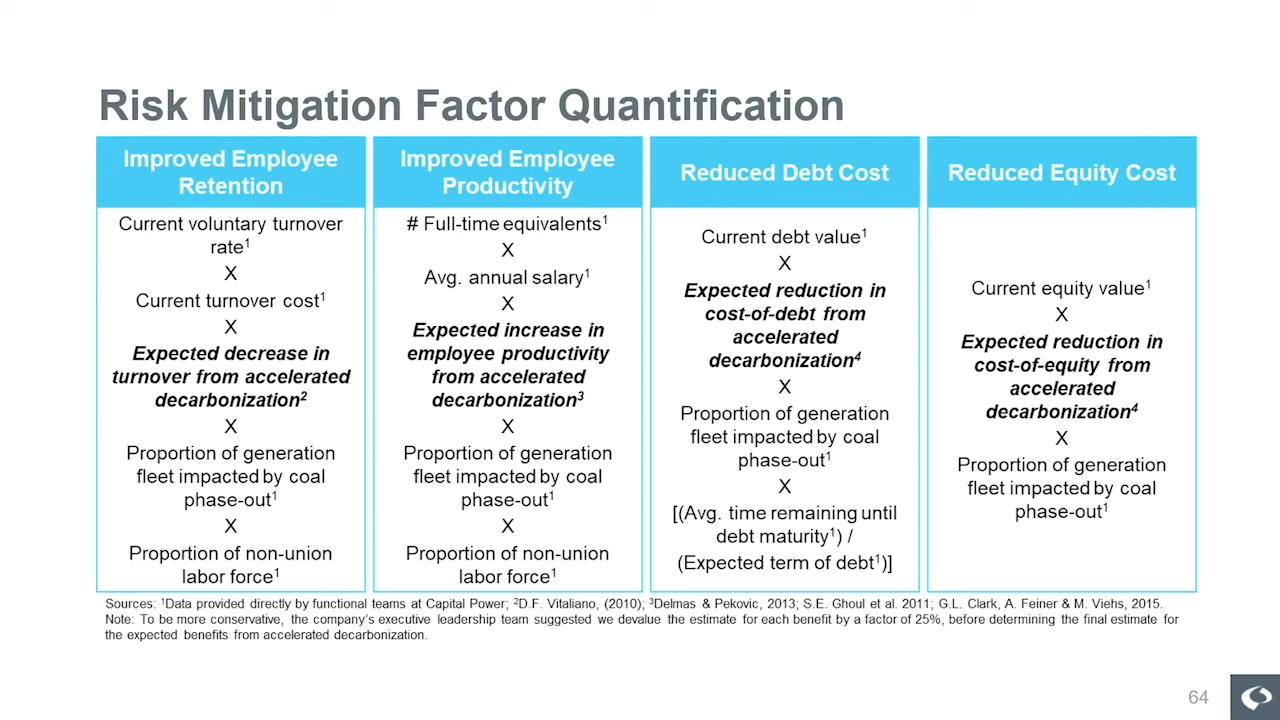 Risk Mitigation Factor Quantification
Improved Employee
Retention
Current voluntary turnover
rate¹
X
Current turnover cost¹
X
Expected decrease in
turnover from accelerated
decarbonization²
X
Proportion of generation
fleet impacted by coal
phase-out¹
X
Proportion of non-union
labor force¹
Improved Employee
Productivity
# Full-time equivalents¹
X
Avg. annual salary¹
X
Expected increase in
employee productivity
from accelerated
decarbonization³
X
Proportion of generation
fleet impacted by coal
phase-out¹
X
Proportion of non-union
labor force¹
Reduced Debt Cost
Current debt value¹
X
Expected reduction in
cost-of-debt from
accelerated
decarbonization⁴
X
Proportion of generation
fleet impacted by coal
phase-out¹
X
[(Avg. time remaining until
debt maturity¹) /
(Expected term of debt¹)]
Reduced Equity Cost
Current equity value¹
X
Expected reduction in
cost-of-equity from
accelerated
decarbonization⁴
X
Proportion of generation
fleet impacted by coal
phase-out¹
Sources: ¹Data provided directly by functional teams at Capital Power; ²D.F. Vitaliano, (2010); ³Delmas & Pekovic, 2013; S.E. Ghoul et al. 2011; G.L. Clark, A. Feiner & M. Viehs, 2015.
Note: To be more conservative, the company's executive leadership team suggested we devalue the estimate for each benefit by a factor of 25%, before determining the final estimate for
the expected benefits from accelerated decarbonization.
64